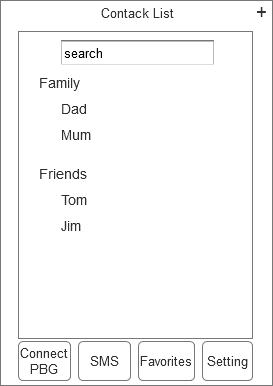 Contack List +
search
Family
Dad
Mum
Friends
Tom
Jim
Connect
PBG
SMS
Favorites
Setting